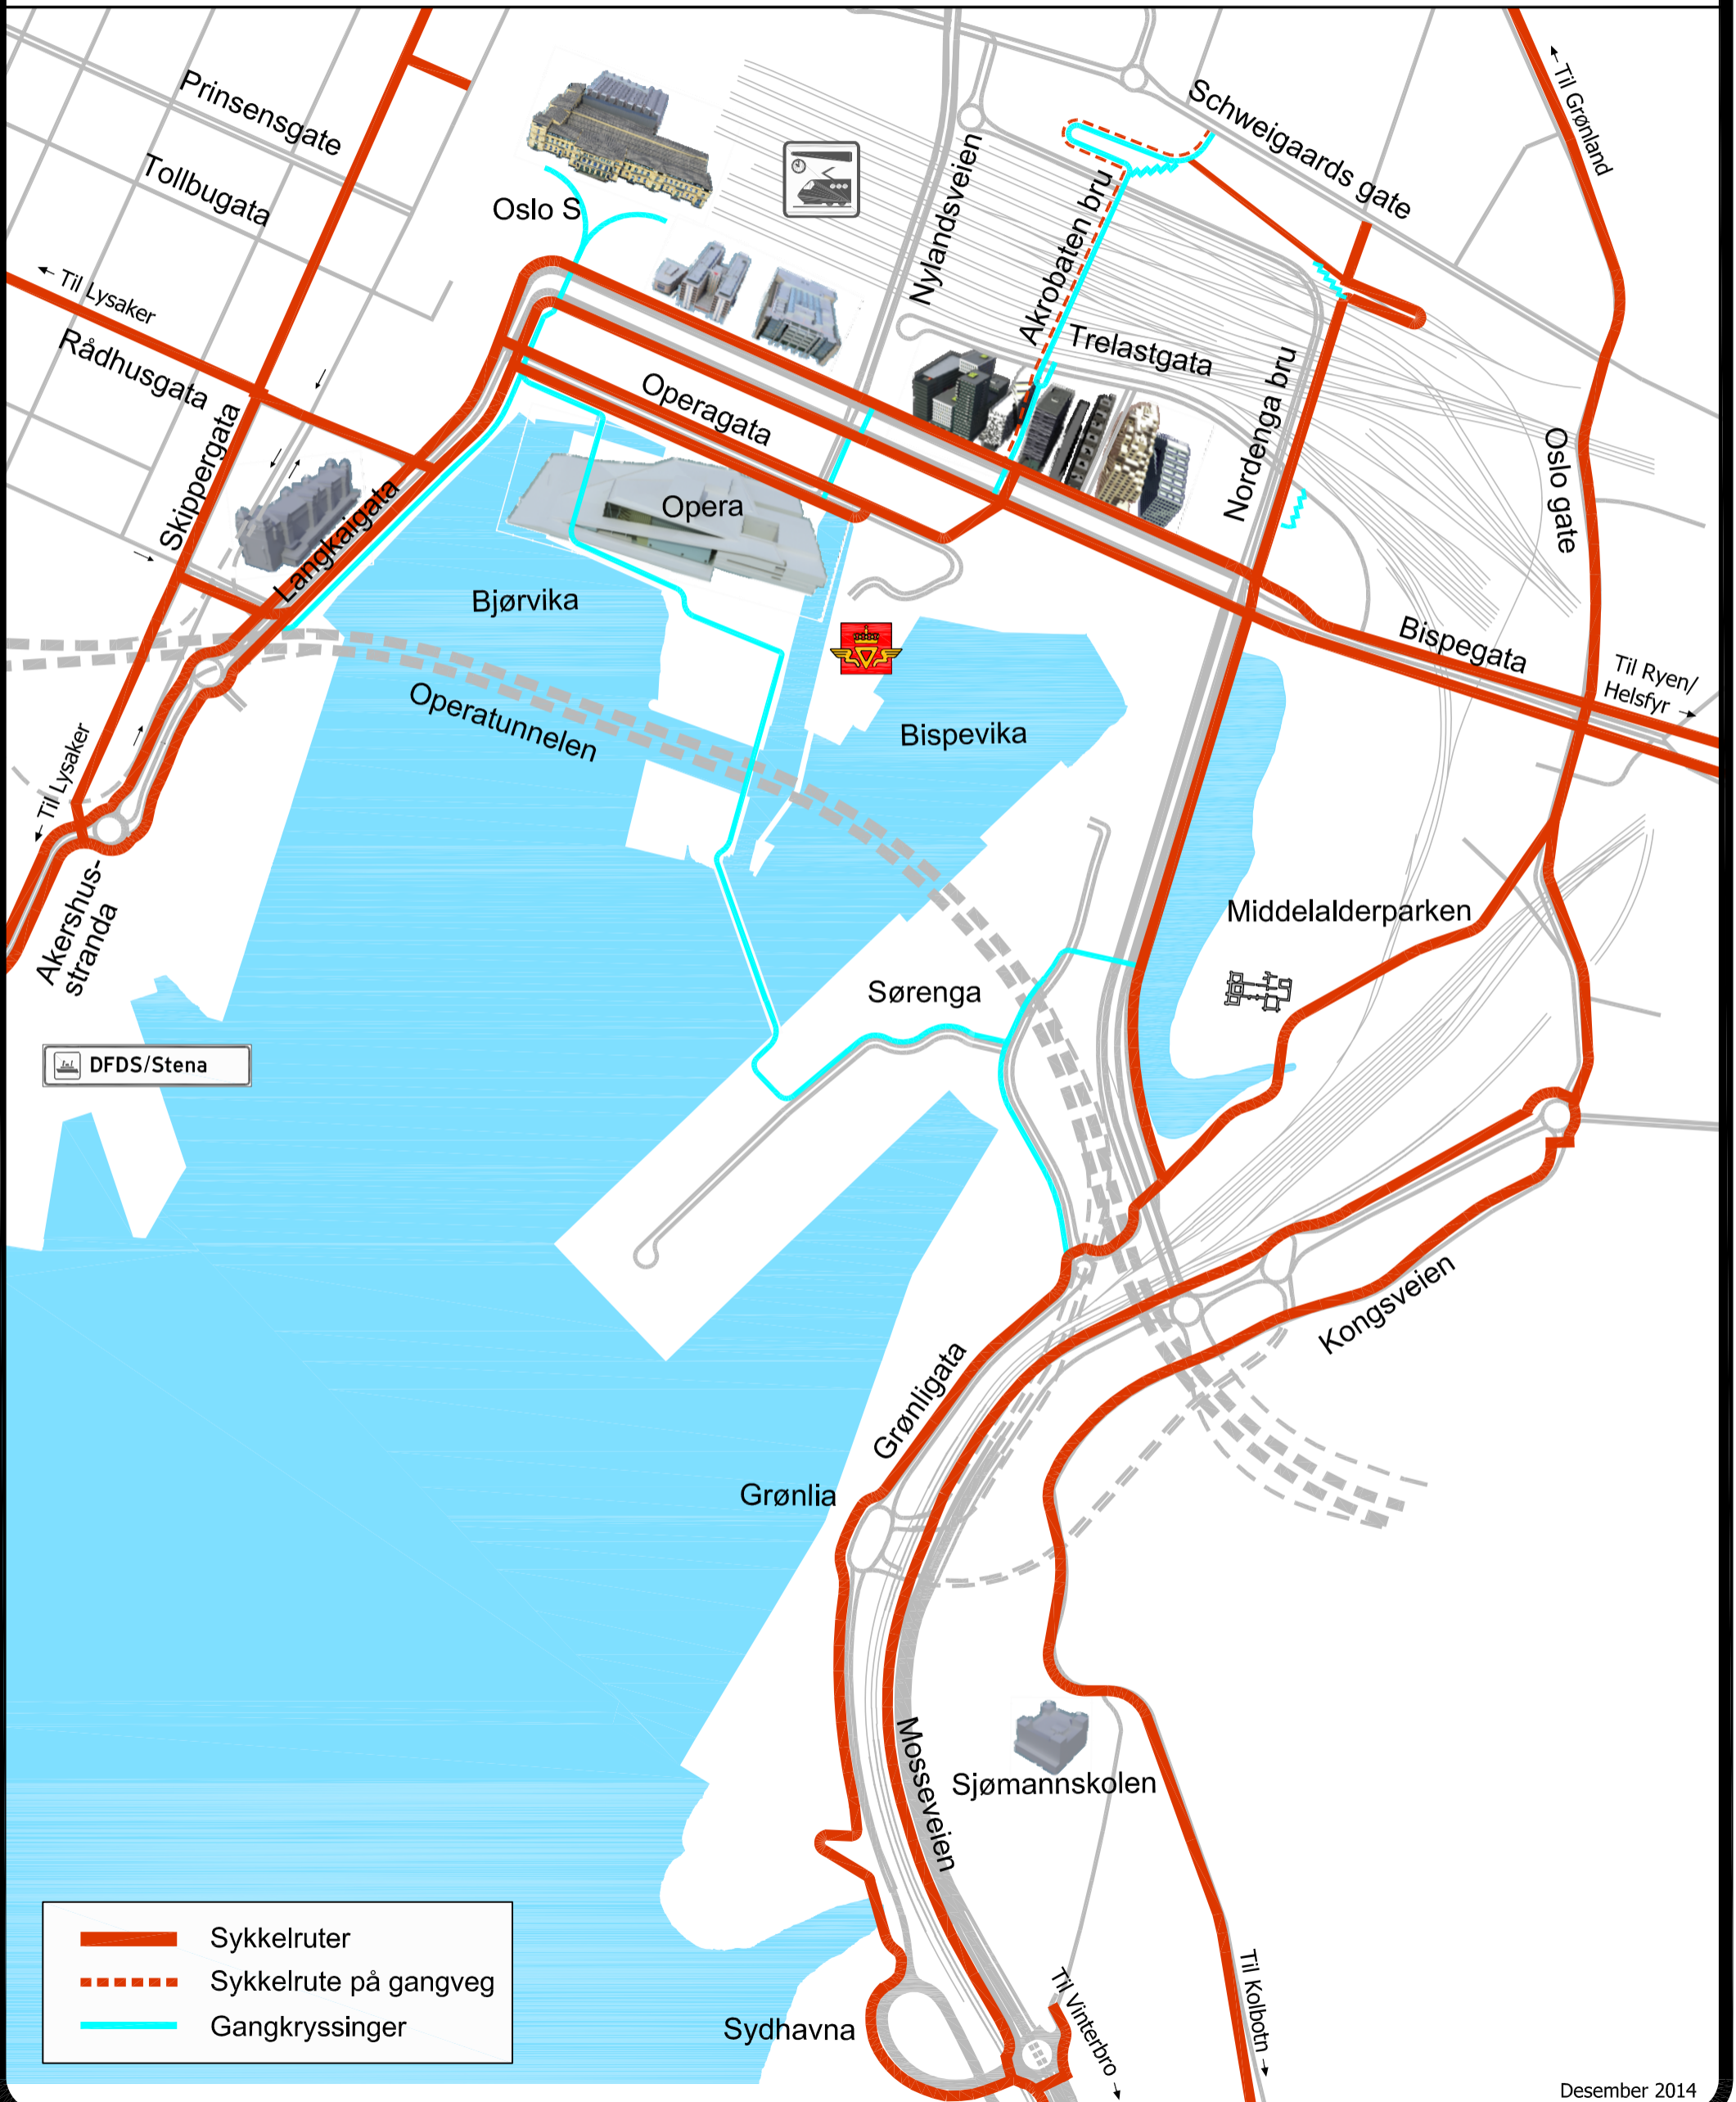 Prinsensgate
Tollbugata
Oslo S
Nylandsveien
Akrobaten bru
Schweigaards gate
← Til Grønland
← Til Lysaker
Rådhusgata
Skippergata
Langkaigata
Operagata
Opera
Trelastgata
Nordenga bru
Oslo gate
Bjørvika
Operatunnelen
Bispevika
Bispegata
Til Ryen/
Helsfyr →
← Til Lysaker
Akershus-
stranda
Middelalderparken
Sørenga
DFDS/Stena
Kongsveien
Grønligata
Grønlia
Mosseveien
Sjømannskolen
Sydhavna
Til Vinterbro →
Til Kolbotn →
Sykkelruter
Sykkelrute på gangveg
Gangkryssinger
Desember 2014